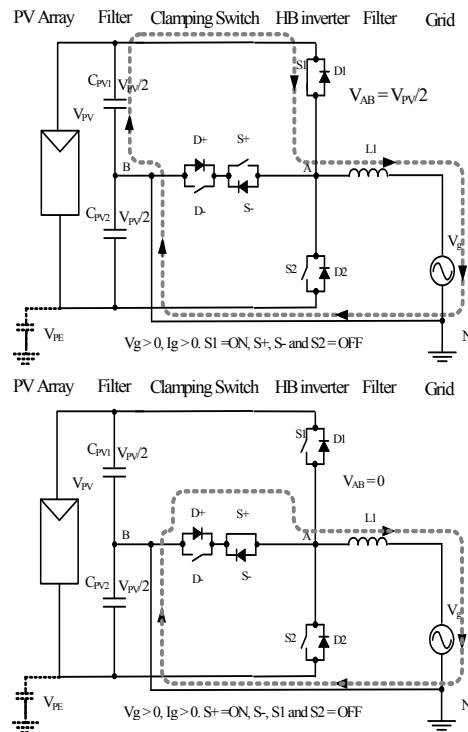 PV Array Filter Clamping Switch HB inverter Filter Grid
S1 D1
CPV1 VPV/2
VPV
VAB = VPV/2
D+ S+
L1
B A
D- S-
CPV2 VPV/2
Vg
S2 D2
VPE
N
Vg > 0, Ig > 0. S1 =ON, S+, S- and S2 = OFF
PV Array Filter Clamping Switch HB inverter Filter Grid
S1 D1
CPV1 VPV/2
VPV
VAB = 0
D+ S+
L1
B A
D- S-
CPV2 VPV/2
Vg
S2 D2
VPE
N
Vg > 0, Ig > 0. S+=ON, S-, S1 and S2 = OFF